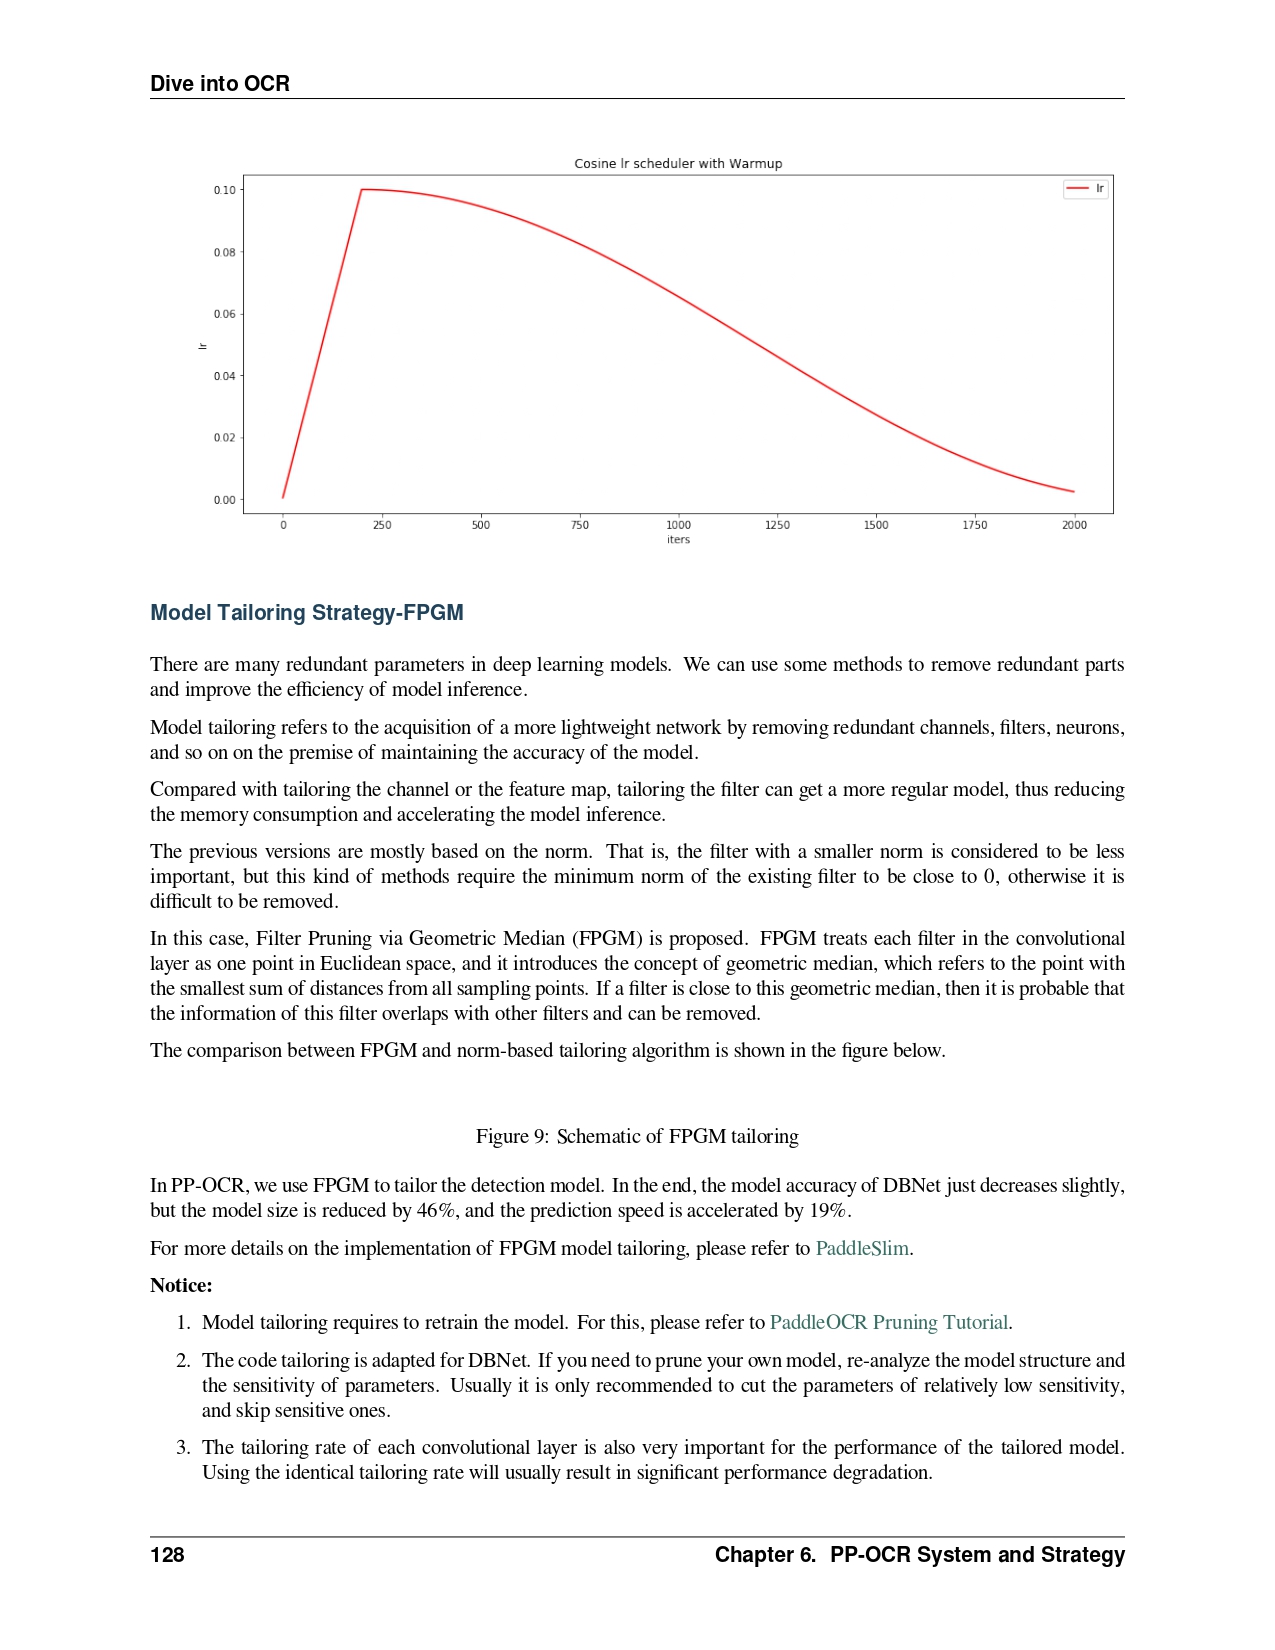 Dive into OCR
Cosine lr scheduler with Warmup
lr
0.10
0.08
0.06
0.04
0.02
0.00
lr
0 250 500 750 1000 1250 1500 1750 2000
iters
Model Tailoring Strategy-FPGM
There are many redundant parameters in deep learning models. We can use some methods to remove redundant parts
and improve the efficiency of model inference.
Model tailoring refers to the acquisition of a more lightweight network by removing redundant channels, filters, neurons,
and so on on the premise of maintaining the accuracy of the model.
Compared with tailoring the channel or the feature map, tailoring the filter can get a more regular model, thus reducing
the memory consumption and accelerating the model inference.
The previous versions are mostly based on the norm. That is, the filter with a smaller norm is considered to be less
important, but this kind of methods require the minimum norm of the existing filter to be close to 0, otherwise it is
difficult to be removed.
In this case, Filter Pruning via Geometric Median (FPGM) is proposed. FPGM treats each filter in the convolutional
layer as one point in Euclidean space, and it introduces the concept of geometric median, which refers to the point with
the smallest sum of distances from all sampling points. If a filter is close to this geometric median, then it is probable that
the information of this filter overlaps with other filters and can be removed.
The comparison between FPGM and norm-based tailoring algorithm is shown in the figure below.
Figure 9: Schematic of FPGM tailoring
In PP-OCR, we use FPGM to tailor the detection model. In the end, the model accuracy of DBNet just decreases slightly,
but the model size is reduced by 46%, and the prediction speed is accelerated by 19%.
For more details on the implementation of FPGM model tailoring, please refer to PaddleSlim.
Notice:
1. Model tailoring requires to retrain the model. For this, please refer to PaddleOCR Pruning Tutorial.
2. The code tailoring is adapted for DBNet. If you need to prune your own model, re-analyze the model structure and
the sensitivity of parameters. Usually it is only recommended to cut the parameters of relatively low sensitivity,
and skip sensitive ones.
3. The tailoring rate of each convolutional layer is also very important for the performance of the tailored model.
Using the identical tailoring rate will usually result in significant performance degradation.
128 Chapter 6. PP-OCR System and Strategy